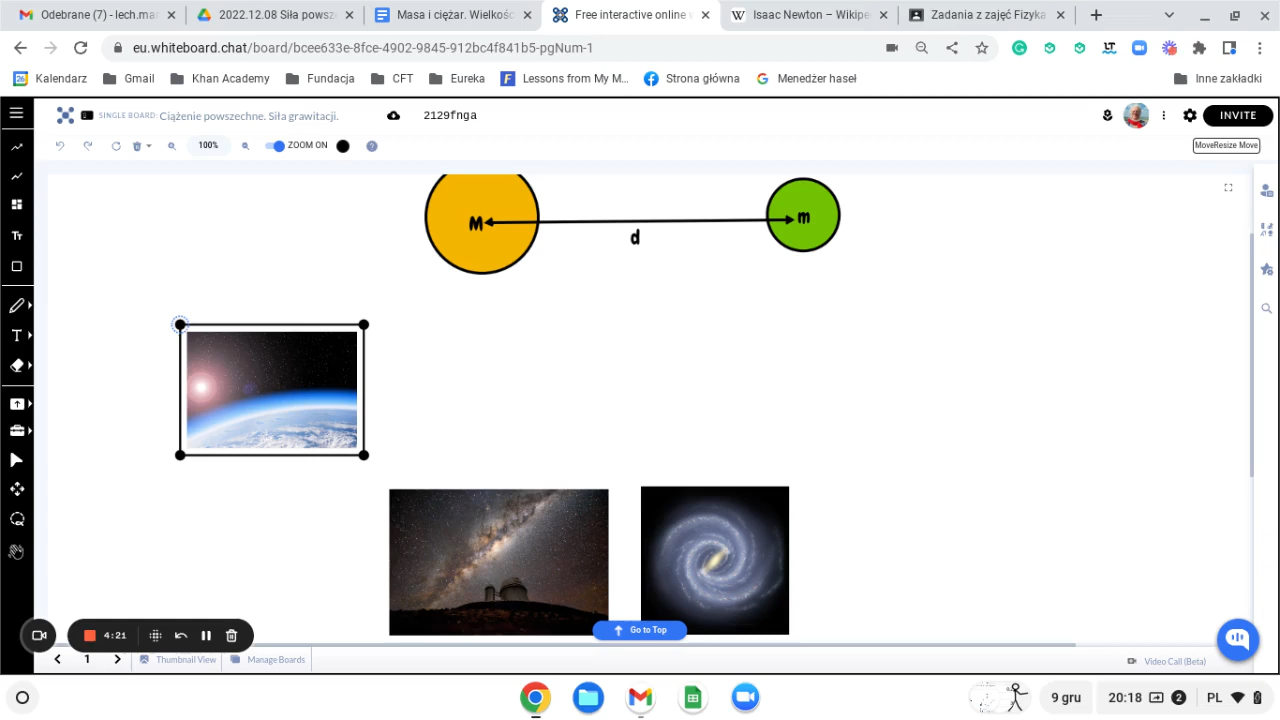 Odebrane (7) - lech.mar
2022.12.08 Siła powsz
Masa i ciężar. Wielkoś
Free interactive online w
Isaac Newton – Wikipe
Zadania z zajęć Fizyka
eu.whiteboard.chat/board/bcee633e-8fce-4902-9845-912bc4f841b5-pgNum-1
26 Kalendarz
Gmail
Khan Academy
Fundacja
CFT
Eureka
Lessons from My M...
Strona główna
Menedżer haseł
Inne zakładki
SINGLE BOARD: Ciążenie powszechne. Siła grawitacji.
2129fnga
INVITE
100%
ZOOM ON
MoveResize Move
M
m
d
Tr
T
4:21
Go to Top
1
Thumbnail View
Manage Boards
Video Call (Beta)
9 gru
20:18
2
PL